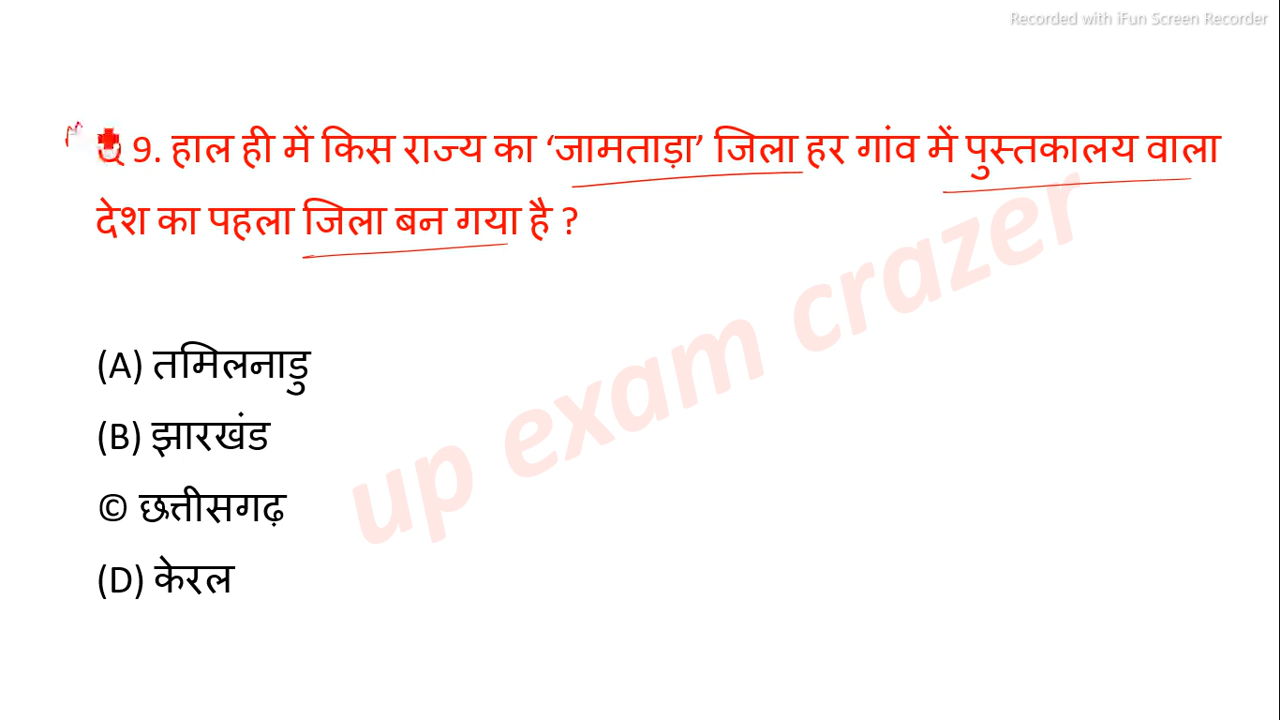 Recorded with iFun Screen Recorder
9. हाल ही में किस राज्य का ‘जामताड़ा’ जिला हर गांव में पुस्तकालय वाला
देश का पहला जिला बन गया है ?
(A) तमिलनाडु
(B) झारखंड
© छत्तीसगढ़
(D) केरल
up exam crazer